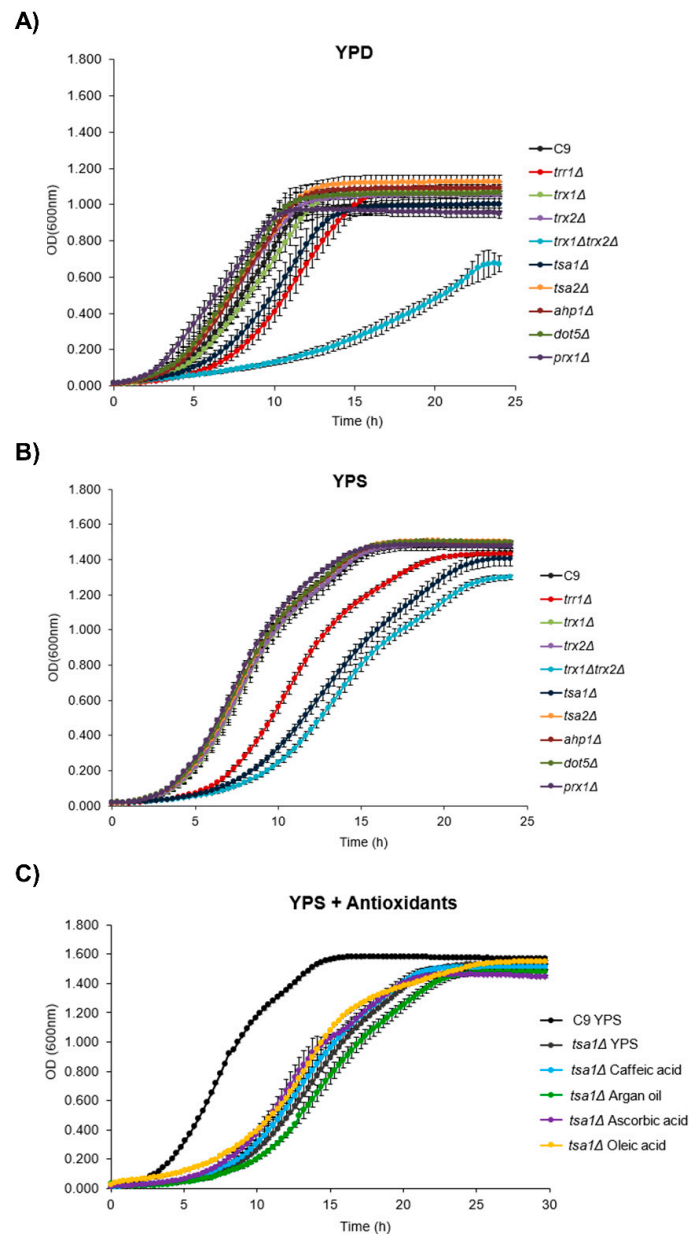 A)
YPD
OD(600nm)
1.800
1.600
1.400
1.200
1.000
0.800
0.600
0.400
0.200
0.000
0 5 10 15 20 25
Time (h)
C9
trr1Δ
trx1Δ
trx2Δ
trx1Δtrx2Δ
tsa1Δ
tsa2Δ
ahp1Δ
dot5Δ
prx1Δ
B)
YPS
OD(600nm)
1.800
1.600
1.400
1.200
1.000
0.800
0.600
0.400
0.200
0.000
0 5 10 15 20 25
Time (h)
C9
trr1Δ
trx1Δ
trx2Δ
trx1Δtrx2Δ
tsa1Δ
tsa2Δ
ahp1Δ
dot5Δ
prx1Δ
C)
YPS + Antioxidants
OD (600nm)
1.800
1.600
1.400
1.200
1.000
0.800
0.600
0.400
0.200
0.000
0 5 10 15 20 25 30
Time (h)
C9 YPS
tsa1Δ YPS
tsa1Δ Caffeic acid
tsa1Δ Argan oil
tsa1Δ Ascorbic acid
tsa1Δ Oleic acid